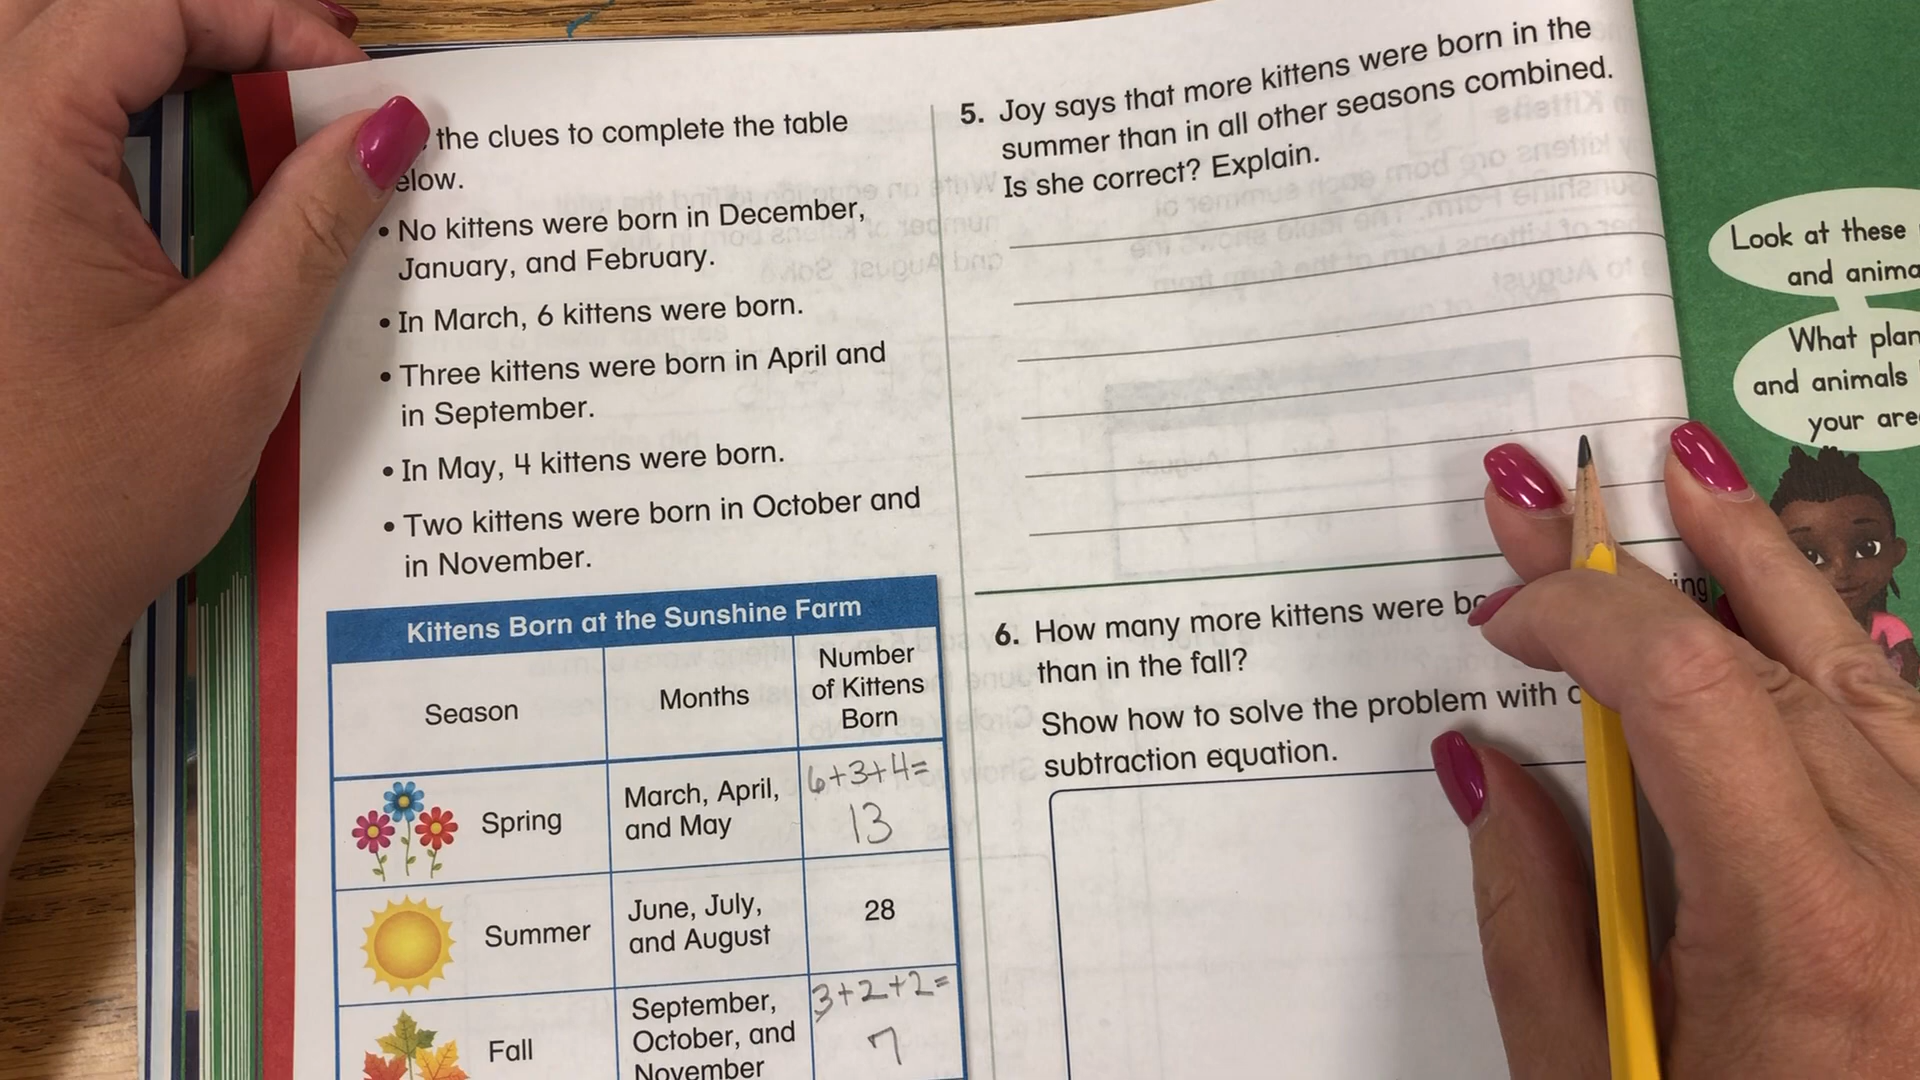 the clues to complete the table
elow.
• No kittens were born in December,
January, and February.
• In March, 6 kittens were born.
• Three kittens were born in April and
in September.
• In May, 4 kittens were born.
• Two kittens were born in October and
in November.
Kittens Born at the Sunshine Farm
Season
Months
Number
of Kittens
Born
Spring
March, April,
and May
6+3+4=
13
Summer
June, July,
and August
28
Fall
September,
October, and
November
3+2+2=
7
5. Joy says that more kittens were born in the
summer than in all other seasons combined.
Is she correct? Explain.
6. How many more kittens were bo ing
than in the fall?
Show how to solve the problem with
subtraction equation.
Look at these
and anima
What plan
and animals
your are